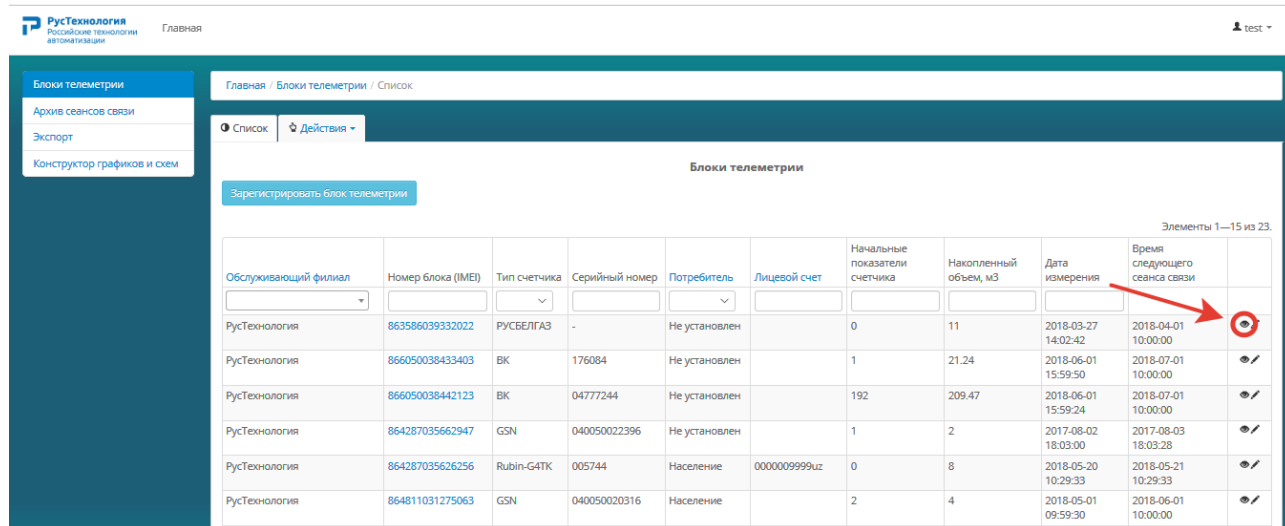 РусТехнология
Российские технологии
автоматизации
Главная
test
Блоки телеметрии
Архив сеансов связи
Экспорт
Конструктор графиков и схем
Главная / Блоки телеметрии / Список
Список Действия
Блоки телеметрии
Зарегистрировать блок телеметрии
Элементы 1—15 из 23.
Обслуживающий филиал Номер блока (IMEI) Тип счетчика Серийный номер Потребитель Лицевой счет Начальные показатели счетчика Накопленный объем, м3 Дата измерения Время следующего сеанса связи
РусТехнология 863586039332022 РУСБЕЛГАЗ - Не установлен 0 11 2018-03-27 14:02:42 2018-04-01 10:00:00
РусТехнология 866050038433403 ВК 176084 Не установлен 1 21.24 2018-06-01 15:59:50 2018-07-01 10:00:00
РусТехнология 866050038442123 ВК 04777244 Не установлен 192 209.47 2018-06-01 15:59:24 2018-07-01 10:00:00
РусТехнология 864287035662947 GSN 040050022396 Не установлен 1 2 2017-08-02 18:03:00 2017-08-03 18:03:28
РусТехнология 864287035626256 Rubin-G4TK 005744 Население 0000009999uz 0 8 2018-05-20 10:29:33 2018-05-21 10:29:33
РусТехнология 864811031275063 GSN 040050020316 Население 2 4 2018-05-01 09:59:30 2018-06-01 10:00:00